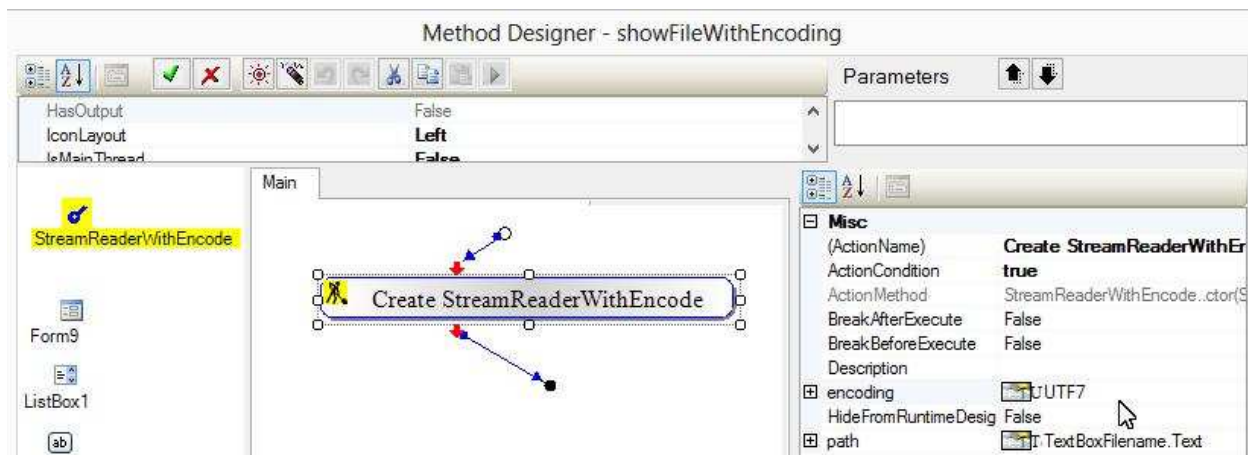 Method Designer - showFileWithEncoding
Parameters
HasOutput False
IconLayout Left
IsMainThread False
Main
StreamReaderWithEncode
Create StreamReaderWithEncode
Form9
ListBox1
ab
Misc
(ActionName) Create StreamReaderWithEr
ActionCondition true
ActionMethod StreamReaderWithEncode..ctor(S
BreakAfterExecute False
BreakBeforeExecute False
Description
encoding UTF7
HideFromRuntimeDesig False
path TextBoxFilename.Text